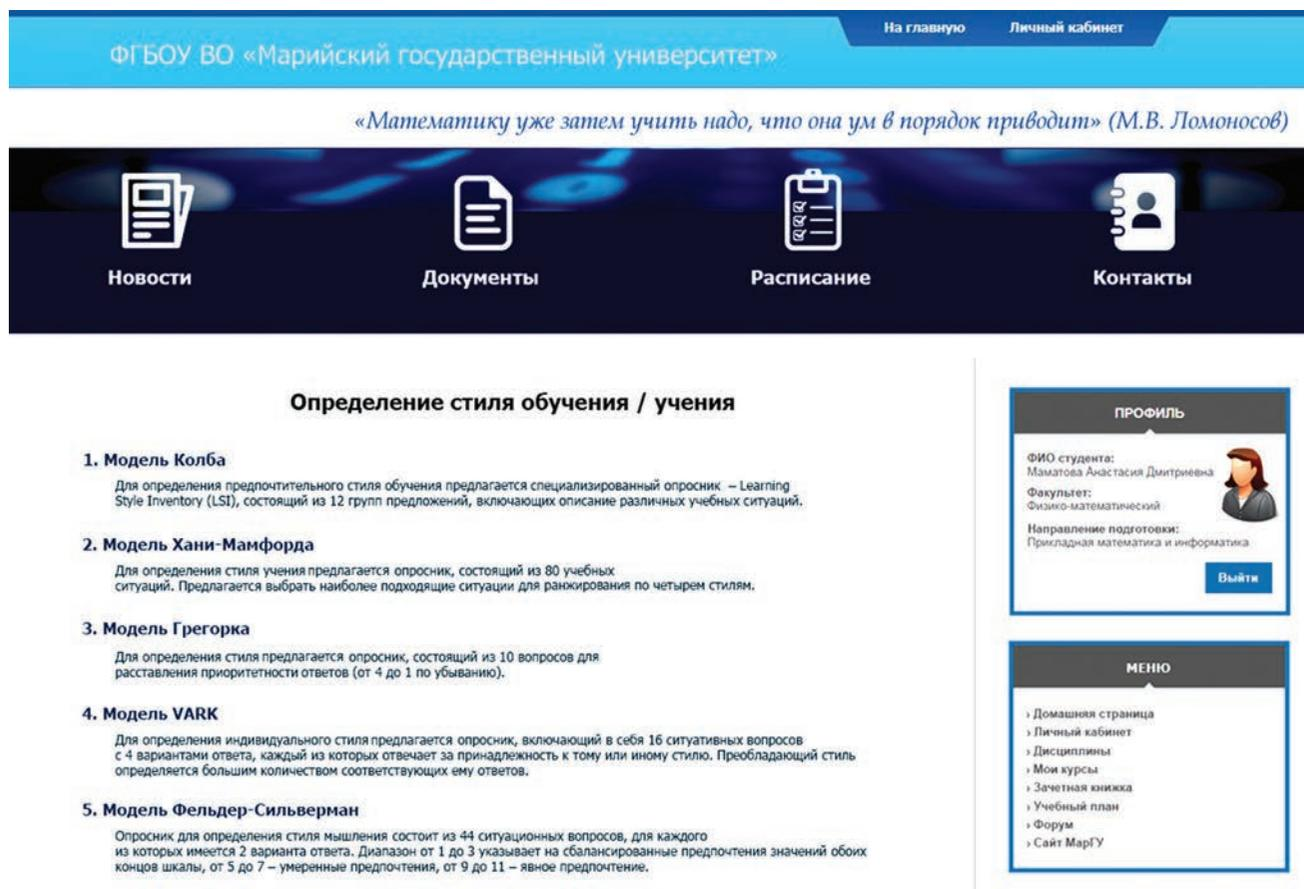 На главную
Личный кабинет
ФГБОУ ВО «Марийский государственный университет»
«Математику уже затем учить надо, что она ум в порядок приводит» (М.В. Ломоносов)
Новости
Документы
Расписание
Контакты
Определение стиля обучения / учения
1. Модель Колба
Для определения предпочтительного стиля обучения предлагается специализированный опросник – Learning
Style Inventory (LSI), состоящий из 12 групп предложений, включающих описание различных учебных ситуаций.
2. Модель Хани-Мамфорда
Для определения стиля учения предлагается опросник, состоящий из 80 учебных
ситуаций. Предлагается выбрать наиболее подходящие ситуации для ранжирования по четырем стилям.
3. Модель Грегорка
Для определения стиля предлагается опросник, состоящий из 10 вопросов для
расставления приоритетности ответов (от 4 до 1 по убыванию).
4. Модель VARK
Для определения индивидуального стиля предлагается опросник, включающий в себя 16 ситуативных вопросов
с 4 вариантами ответа, каждый из которых отвечает за принадлежность к тому или иному стилю. Преобладающий стиль
определяется большим количеством соответствующих ему ответов.
5. Модель Фельдер-Сильверман
Опросник для определения стиля мышления состоит из 44 ситуационных вопросов, для каждого
из которых имеется 2 варианта ответа. Диапазон от 1 до 3 указывает на сбалансированные предпочтения значений обоих
концов шкалы, от 5 до 7 – умеренные предпочтения, от 9 до 11 – явное предпочтение.
ПРОФИЛЬ
ФИО студента:
Маматова Анастасия Дмитриевна
Факультет:
Физико-математический
Направление подготовки:
Прикладная математика и информатика
Выйти
МЕНЮ
› Домашняя страница
› Личный кабинет
› Дисциплины
› Мои курсы
› Зачетная книжка
› Учебный план
› Форум
› Сайт МарГУ